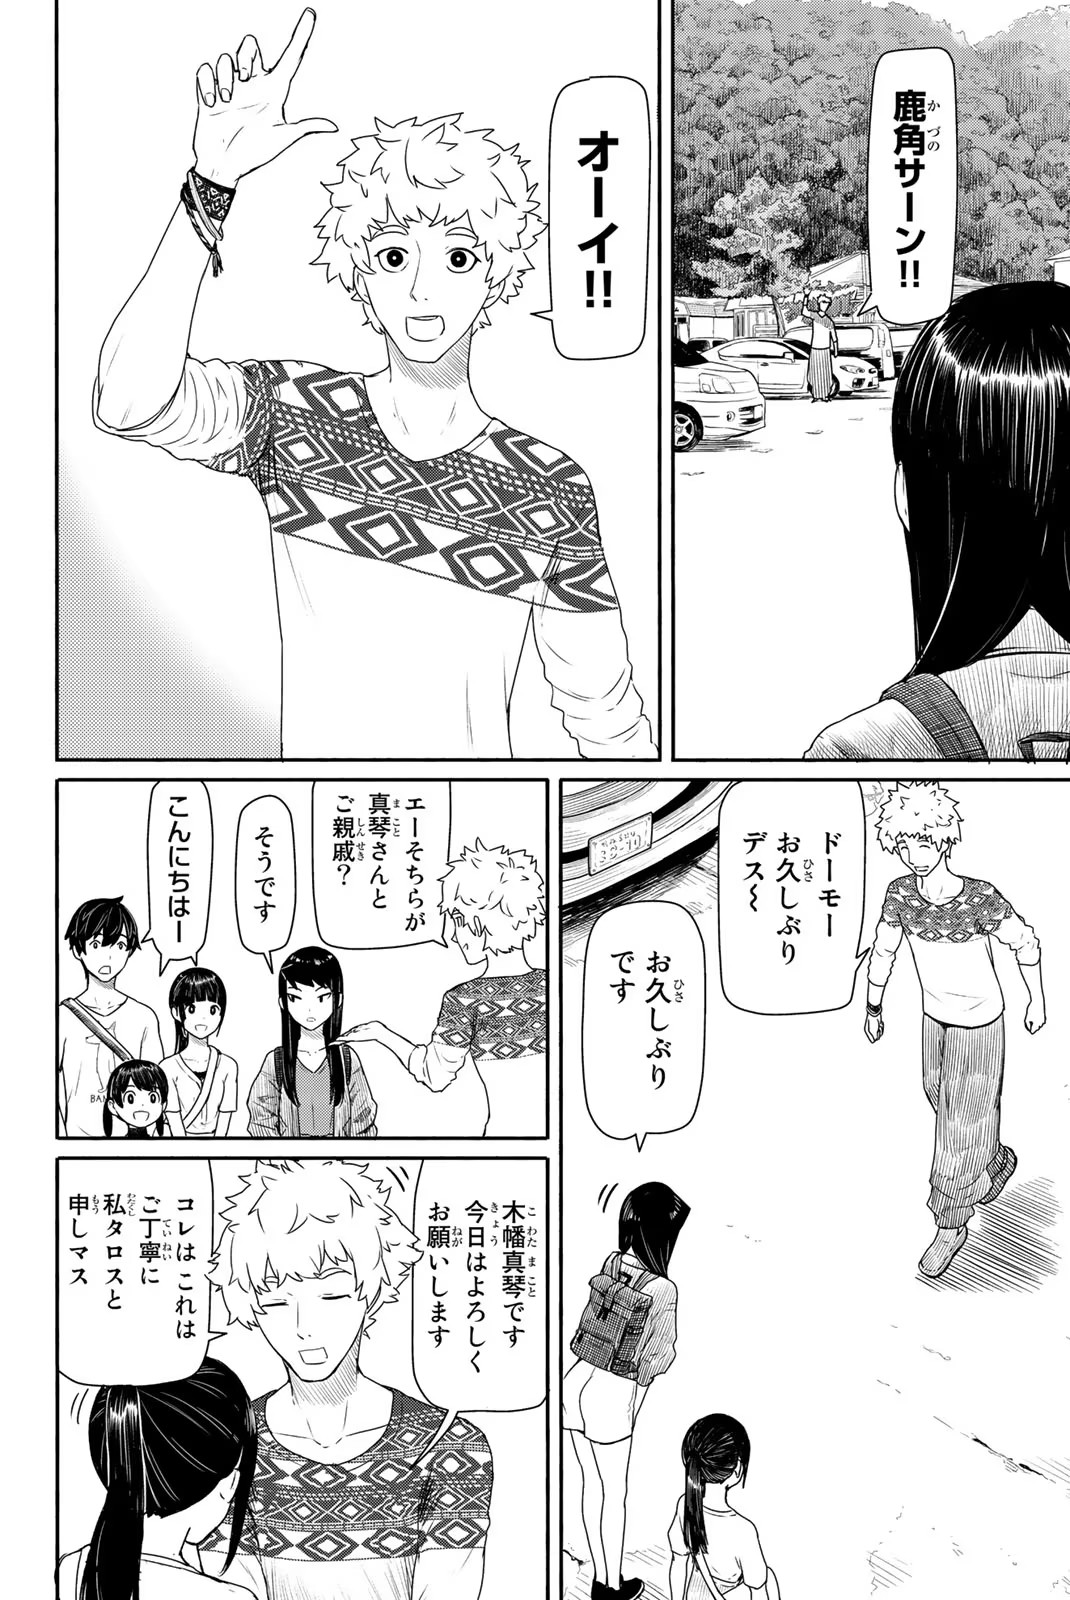 鹿角サーン!!
オーイ!!
ドーモー
お久しぶり
デス～
お久しぶり
です
エーそちらが
真琴さんと
ご親戚？
そうです
こんにちはー
BAN
木幡真琴です
今日はよろしく
お願いします
コレは これは
ご丁寧に
私タロスと
申しマス